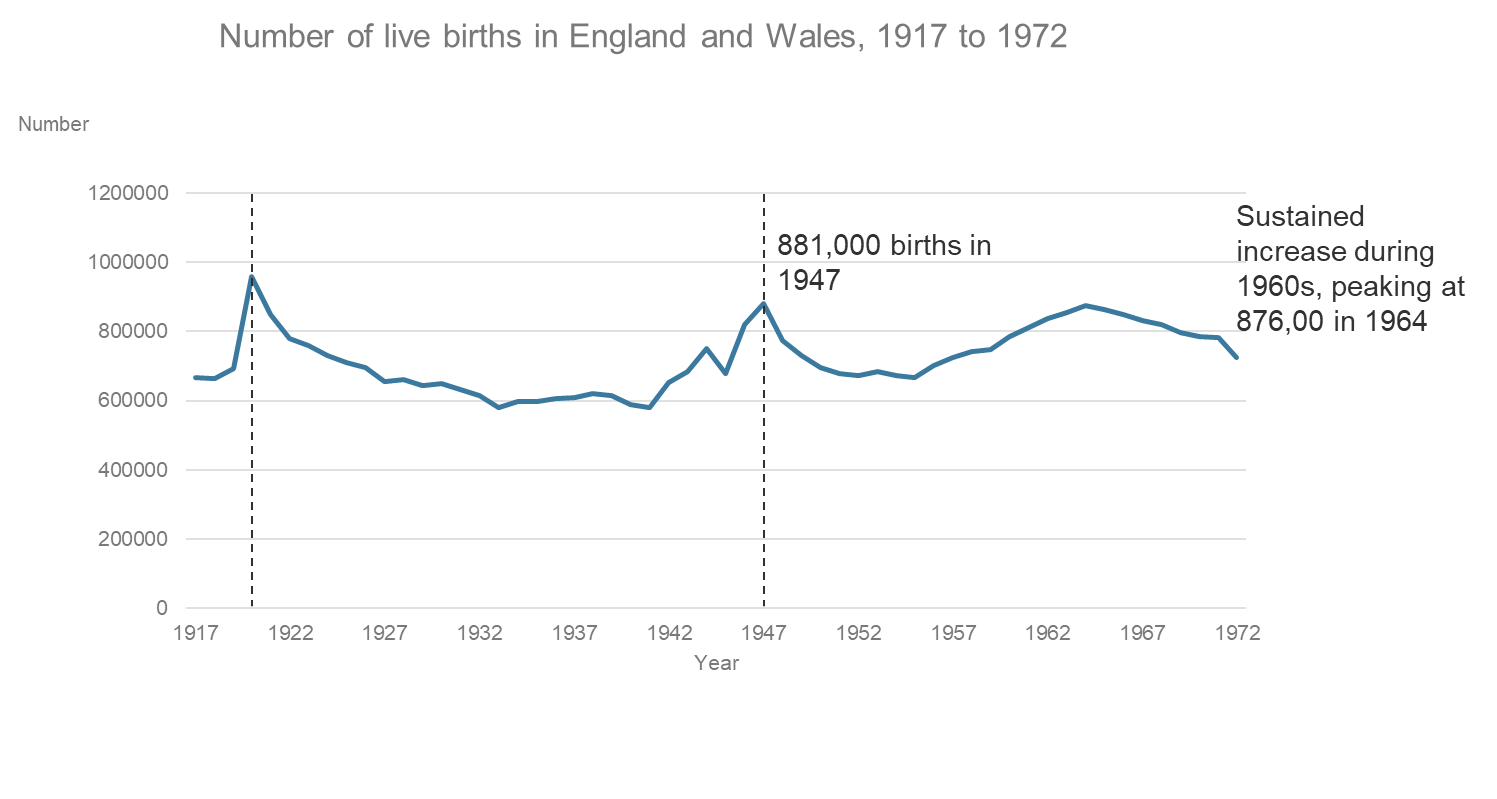 Number of live births in England and Wales, 1917 to 1972
Number
1200000
1000000
800000
600000
400000
200000
0
881,000 births in
1947
Sustained
increase during
1960s, peaking at
876,00 in 1964
1917 1922 1927 1932 1937 1942 1947 1952 1957 1962 1967 1972
Year